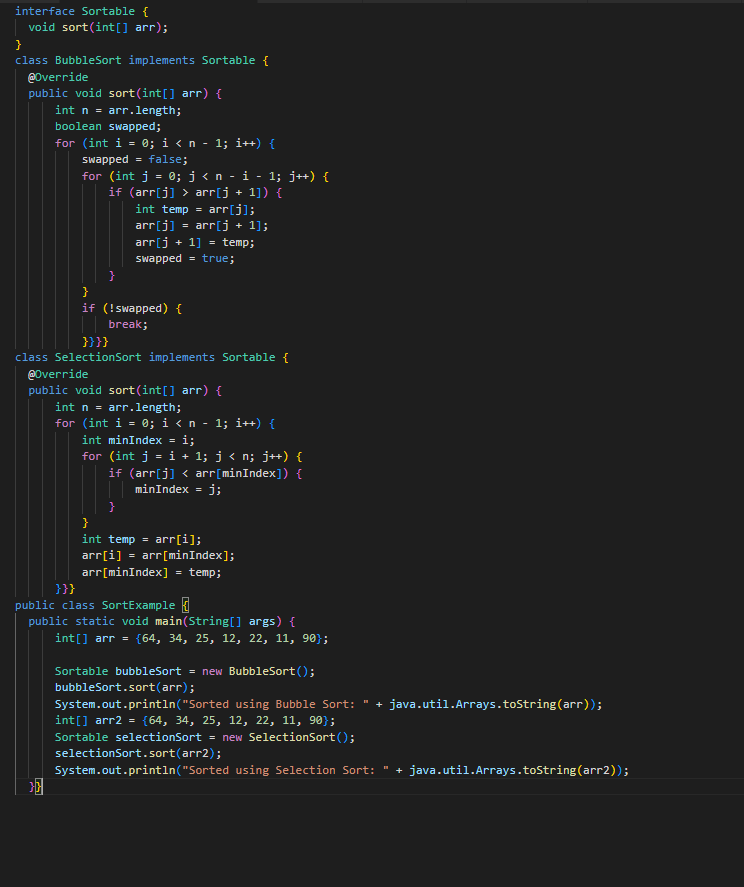 interface Sortable {
void sort(int[] arr);
}
class BubbleSort implements Sortable {
@Override
public void sort(int[] arr) {
int n = arr.length;
boolean swapped;
for (int i = 0; i < n - 1; i++) {
swapped = false;
for (int j = 0; j < n - i - 1; j++) {
if (arr[j] > arr[j + 1]) {
int temp = arr[j];
arr[j] = arr[j + 1];
arr[j + 1] = temp;
swapped = true;
}
}
if (!swapped) {
break;
}}}}
class SelectionSort implements Sortable {
@Override
public void sort(int[] arr) {
int n = arr.length;
for (int i = 0; i < n - 1; i++) {
int minIndex = i;
for (int j = i + 1; j < n; j++) {
if (arr[j] < arr[minIndex]) {
minIndex = j;
}
}
int temp = arr[i];
arr[i] = arr[minIndex];
arr[minIndex] = temp;
}}}
public class SortExample {
public static void main(String[] args) {
int[] arr = {64, 34, 25, 12, 22, 11, 90};
Sortable bubbleSort = new BubbleSort();
bubbleSort.sort(arr);
System.out.println("Sorted using Bubble Sort: " + java.util.Arrays.toString(arr));
int[] arr2 = {64, 34, 25, 12, 22, 11, 90};
Sortable selectionSort = new SelectionSort();
selectionSort.sort(arr2);
System.out.println("Sorted using Selection Sort: " + java.util.Arrays.toString(arr2));
}}